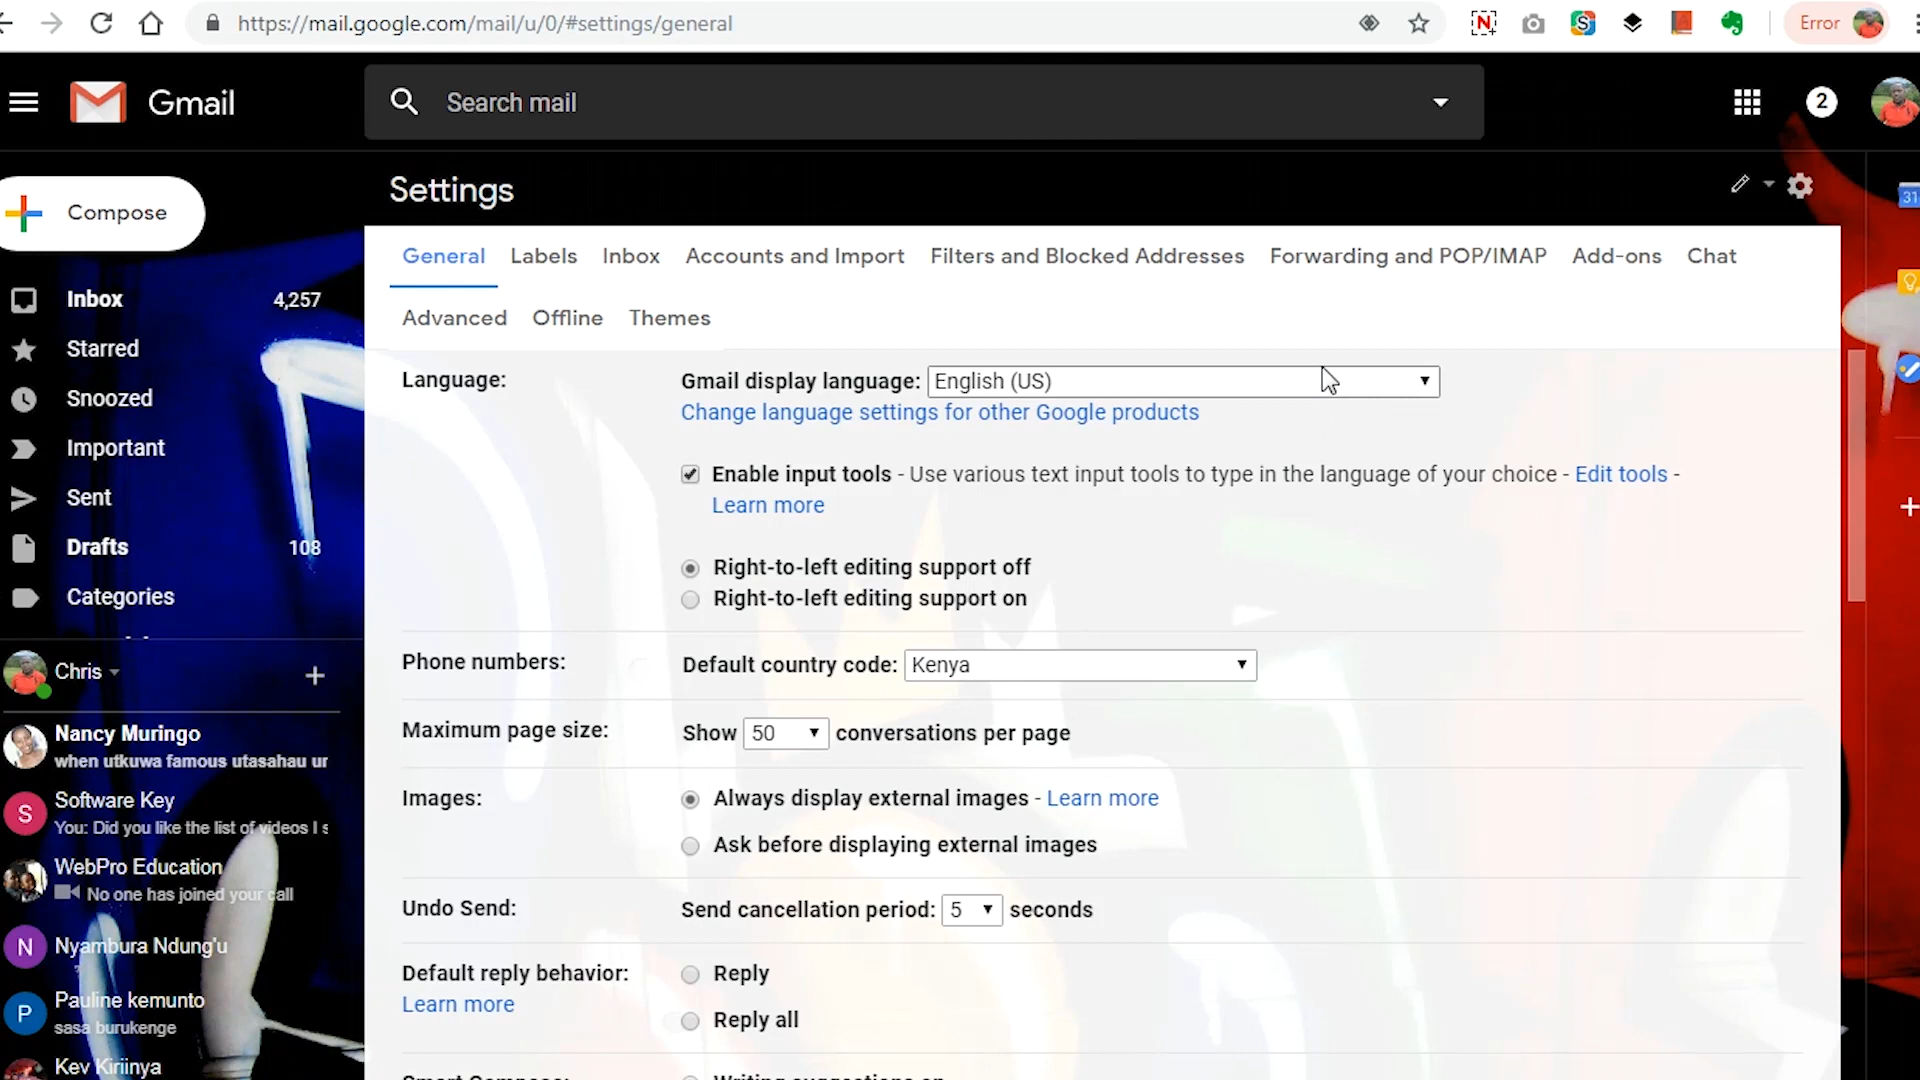 https://mail.google.com/mail/u/0/#settings/general
Error
Gmail
Search mail
2
Compose
Settings
31
General Labels Inbox Accounts and Import Filters and Blocked Addresses Forwarding and POP/IMAP Add-ons Chat
Advanced Offline Themes
Inbox 4,257
Starred
Snoozed
Important
Sent
Drafts 108
Categories
Chris
Nancy Muringo
when utkuwa famous utasahau ur
S
Software Key
You: Did you like the list of videos I s
WebPro Education
No one has joined your call
N
Nyambura Ndung'u
?
P
Pauline kemunto
sasa burukenge
Kev Kiriinya
Language:
Gmail display language: English (US)
Change language settings for other Google products
Enable input tools - Use various text input tools to type in the language of your choice - Edit tools -
Learn more
Right-to-left editing support off
Right-to-left editing support on
Phone numbers:
Default country code: Kenya
Maximum page size:
Show 50 conversations per page
Images:
Always display external images - Learn more
Ask before displaying external images
Undo Send:
Send cancellation period: 5 seconds
Default reply behavior:
Learn more
Reply
Reply all
Smart Compose:
Writing suggestions on